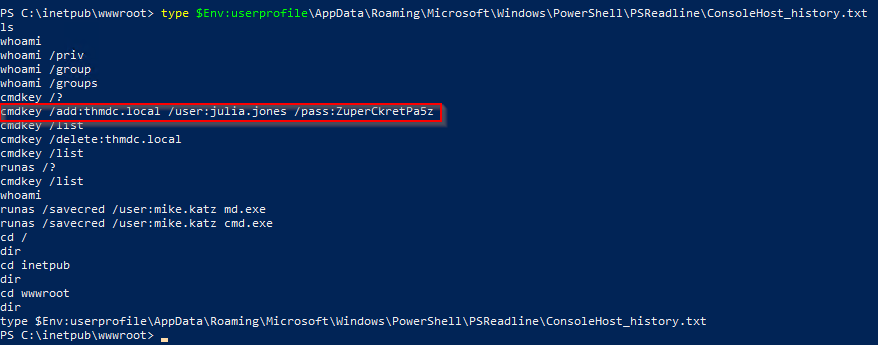 PS C:\inetpub\wwwroot> type $Env:userprofile\AppData\Roaming\Microsoft\Windows\PowerShell\PSReadline\ConsoleHost_history.txt
ls
whoami
whoami /priv
whoami /group
whoami /groups
cmdkey /?
cmdkey /add:thmdc.local /user:julia.jones /pass:ZuperCkretPa5z
cmdkey /list
cmdkey /delete:thmdc.local
cmdkey /list
runas /?
cmdkey /list
whoami
runas /savecred /user:mike.katz md.exe
runas /savecred /user:mike.katz cmd.exe
cd /
dir
cd inetpub
dir
cd wwwroot
dir
type $Env:userprofile\AppData\Roaming\Microsoft\Windows\PowerShell\PSReadline\ConsoleHost_history.txt
PS C:\inetpub\wwwroot>